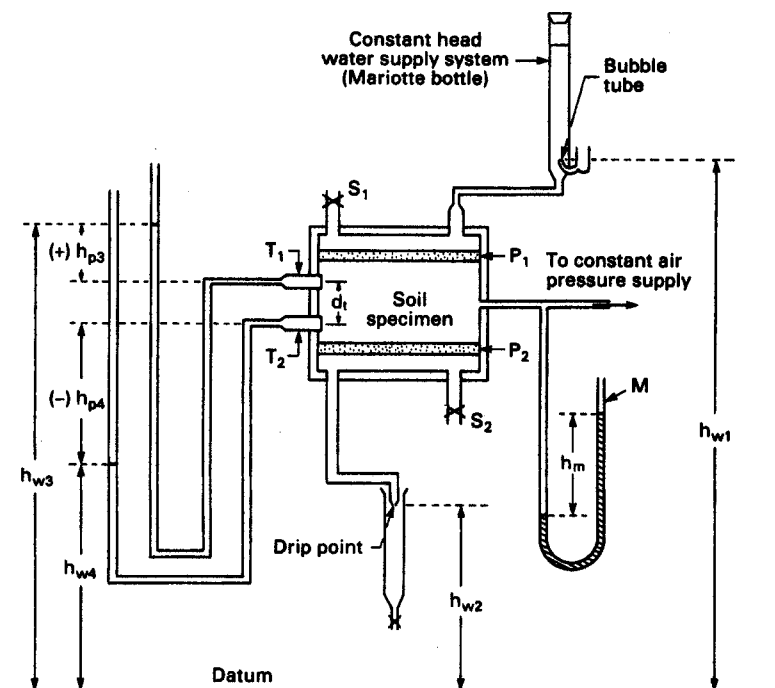 Constant head
water supply system
(Mariotte bottle)
Bubble
tube
S₁
(+) hp3
T₁
P₁
To constant air
pressure supply
dₜ
Soil
specimen
T₂
P₂
(–) hp4
M
S₂
hm
hw1
hw3
Drip point
hw4
hw2
Datum